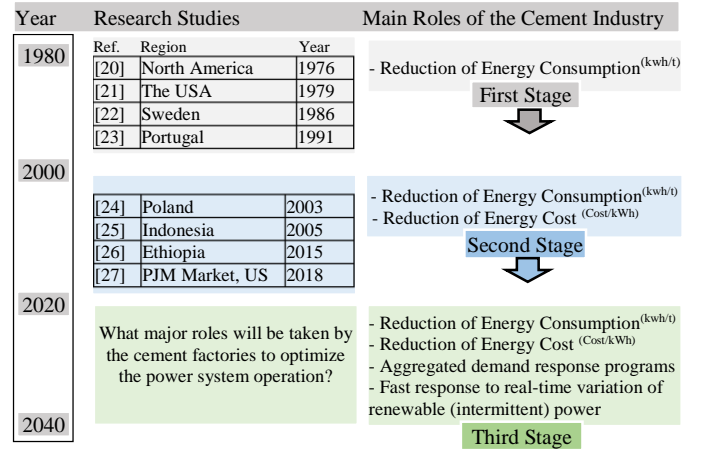 Year Research Studies Main Roles of the Cement Industry
1980
Ref. Region Year
[20] North America 1976
[21] The USA 1979
[22] Sweden 1986
[23] Portugal 1991
- Reduction of Energy Consumption(kwh/t)
First Stage
2000
[24] Poland 2003
[25] Indonesia 2005
[26] Ethiopia 2015
[27] PJM Market, US 2018
- Reduction of Energy Consumption(kwh/t)
- Reduction of Energy Cost (Cost/kWh)
Second Stage
2020
What major roles will be taken by
the cement factories to optimize
the power system operation?
- Reduction of Energy Consumption(kwh/t)
- Reduction of Energy Cost (Cost/kWh)
- Aggregated demand response programs
- Fast response to real-time variation of
renewable (intermittent) power
2040
Third Stage